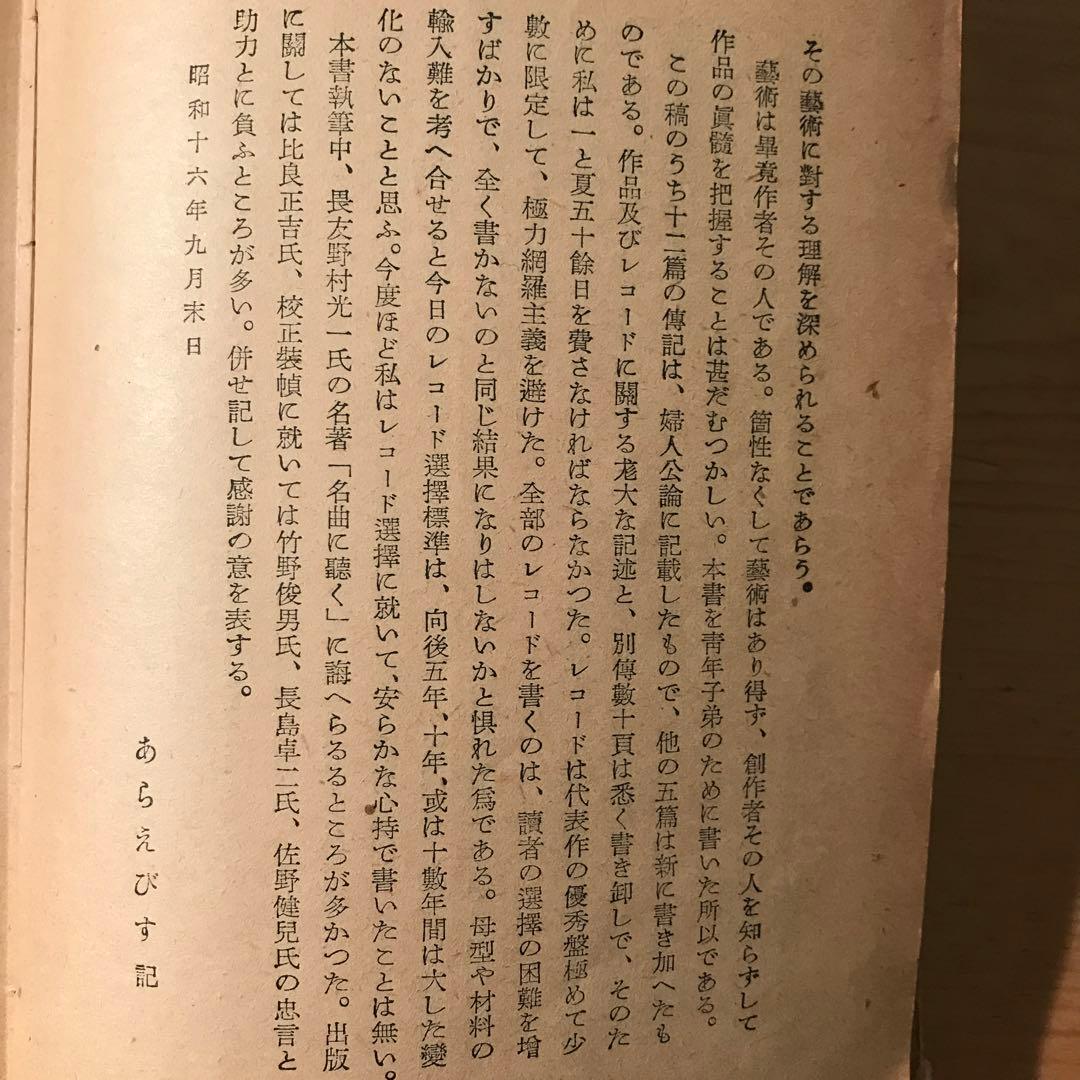 その藝術に對する理解を深められることであらう。
藝術は畢竟作者その人である。箇性なくして藝術はあり得ず、創作者その人を知らずして
作品の眞髓を把握することは甚だむつかしい。本書を靑年子弟のために書いた所以である。
この稿のうち十二篇の傳記は、婦人公論に記載したもので、他の五篇は新に書き加へたも
のである。作品及びレコードに關する尨大な記述と、別傳數十頁は悉く書き卸しで、そのた
めに私は一と夏五十餘日を費さなければならなかつた。レコードは代表作の優秀盤極めて少
數に限定して、極力網羅主義を避けた。全部のレコードを書くのは、讀者の選擇の困難を增
すばかりで、全く書かないのと同じ結果になりはしないかと惧れた爲である。母型や材料の
輸入難を考へ合せると今日のレコード選擇標準は、向後五年、十年、或は十數年間は大した變
化のないことと思ふ。今度ほど私はレコード選擇に就いて、安らかな心持で書いたことは無い。
本書執筆中、畏友野村光一氏の名著「名曲に聽く」に誨へらるるところが多かつた。出版
に關しては比良正吉氏、校正裝幀に就いては竹野俊男氏、長島卓二氏、佐野健兒氏の忠言と
助力とに負ふところが多い。併せ記して感謝の意を表する。
昭和十六年九月末日
あらえびす記